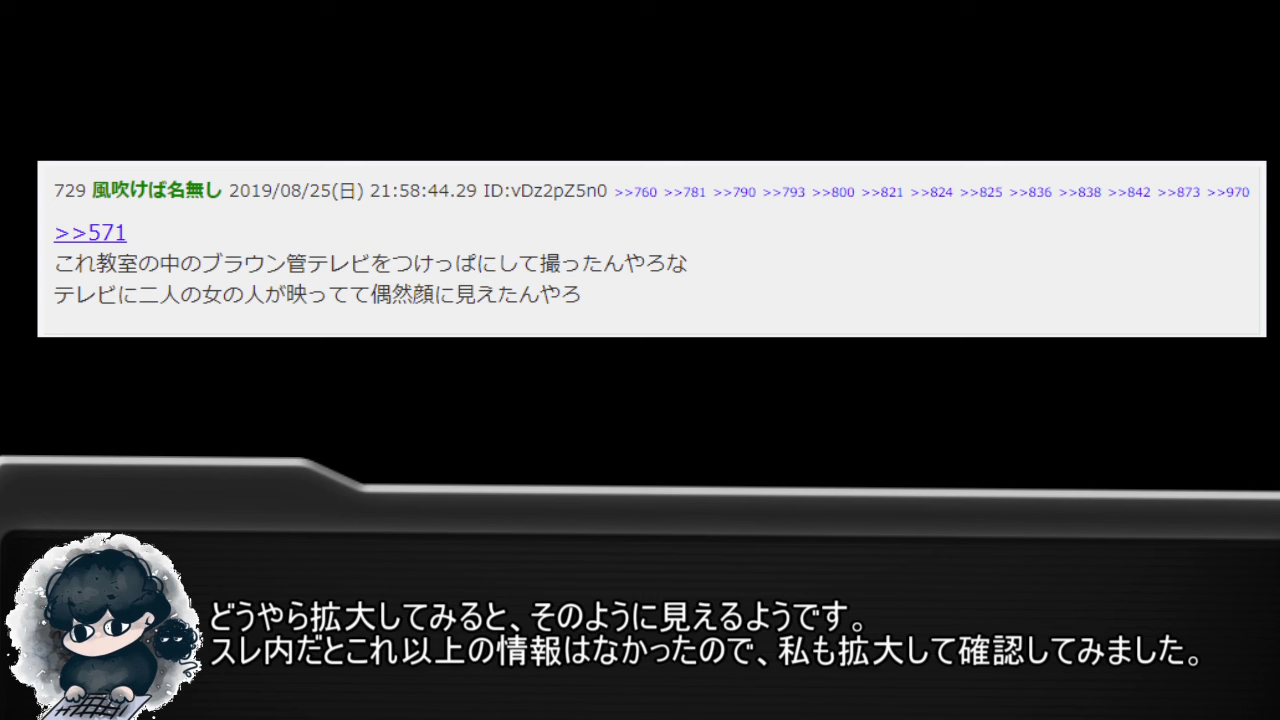 729 風吹けば名無し 2019/08/25(日) 21:58:44.29 ID:vDz2pZ5n0 >>760 >>781 >>790 >>793 >>800 >>821 >>824 >>825 >>836 >>838 >>842 >>873 >>970
>>571
これ教室の中のブラウン管テレビをつけっぱにして撮ったんやろな
テレビに二人の女の人が映ってて偶然顔に見えたんやろ
どうやら拡大してみると、そのように見えるようです。
スレ内だとこれ以上の情報はなかったので、私も拡大して確認してみました。